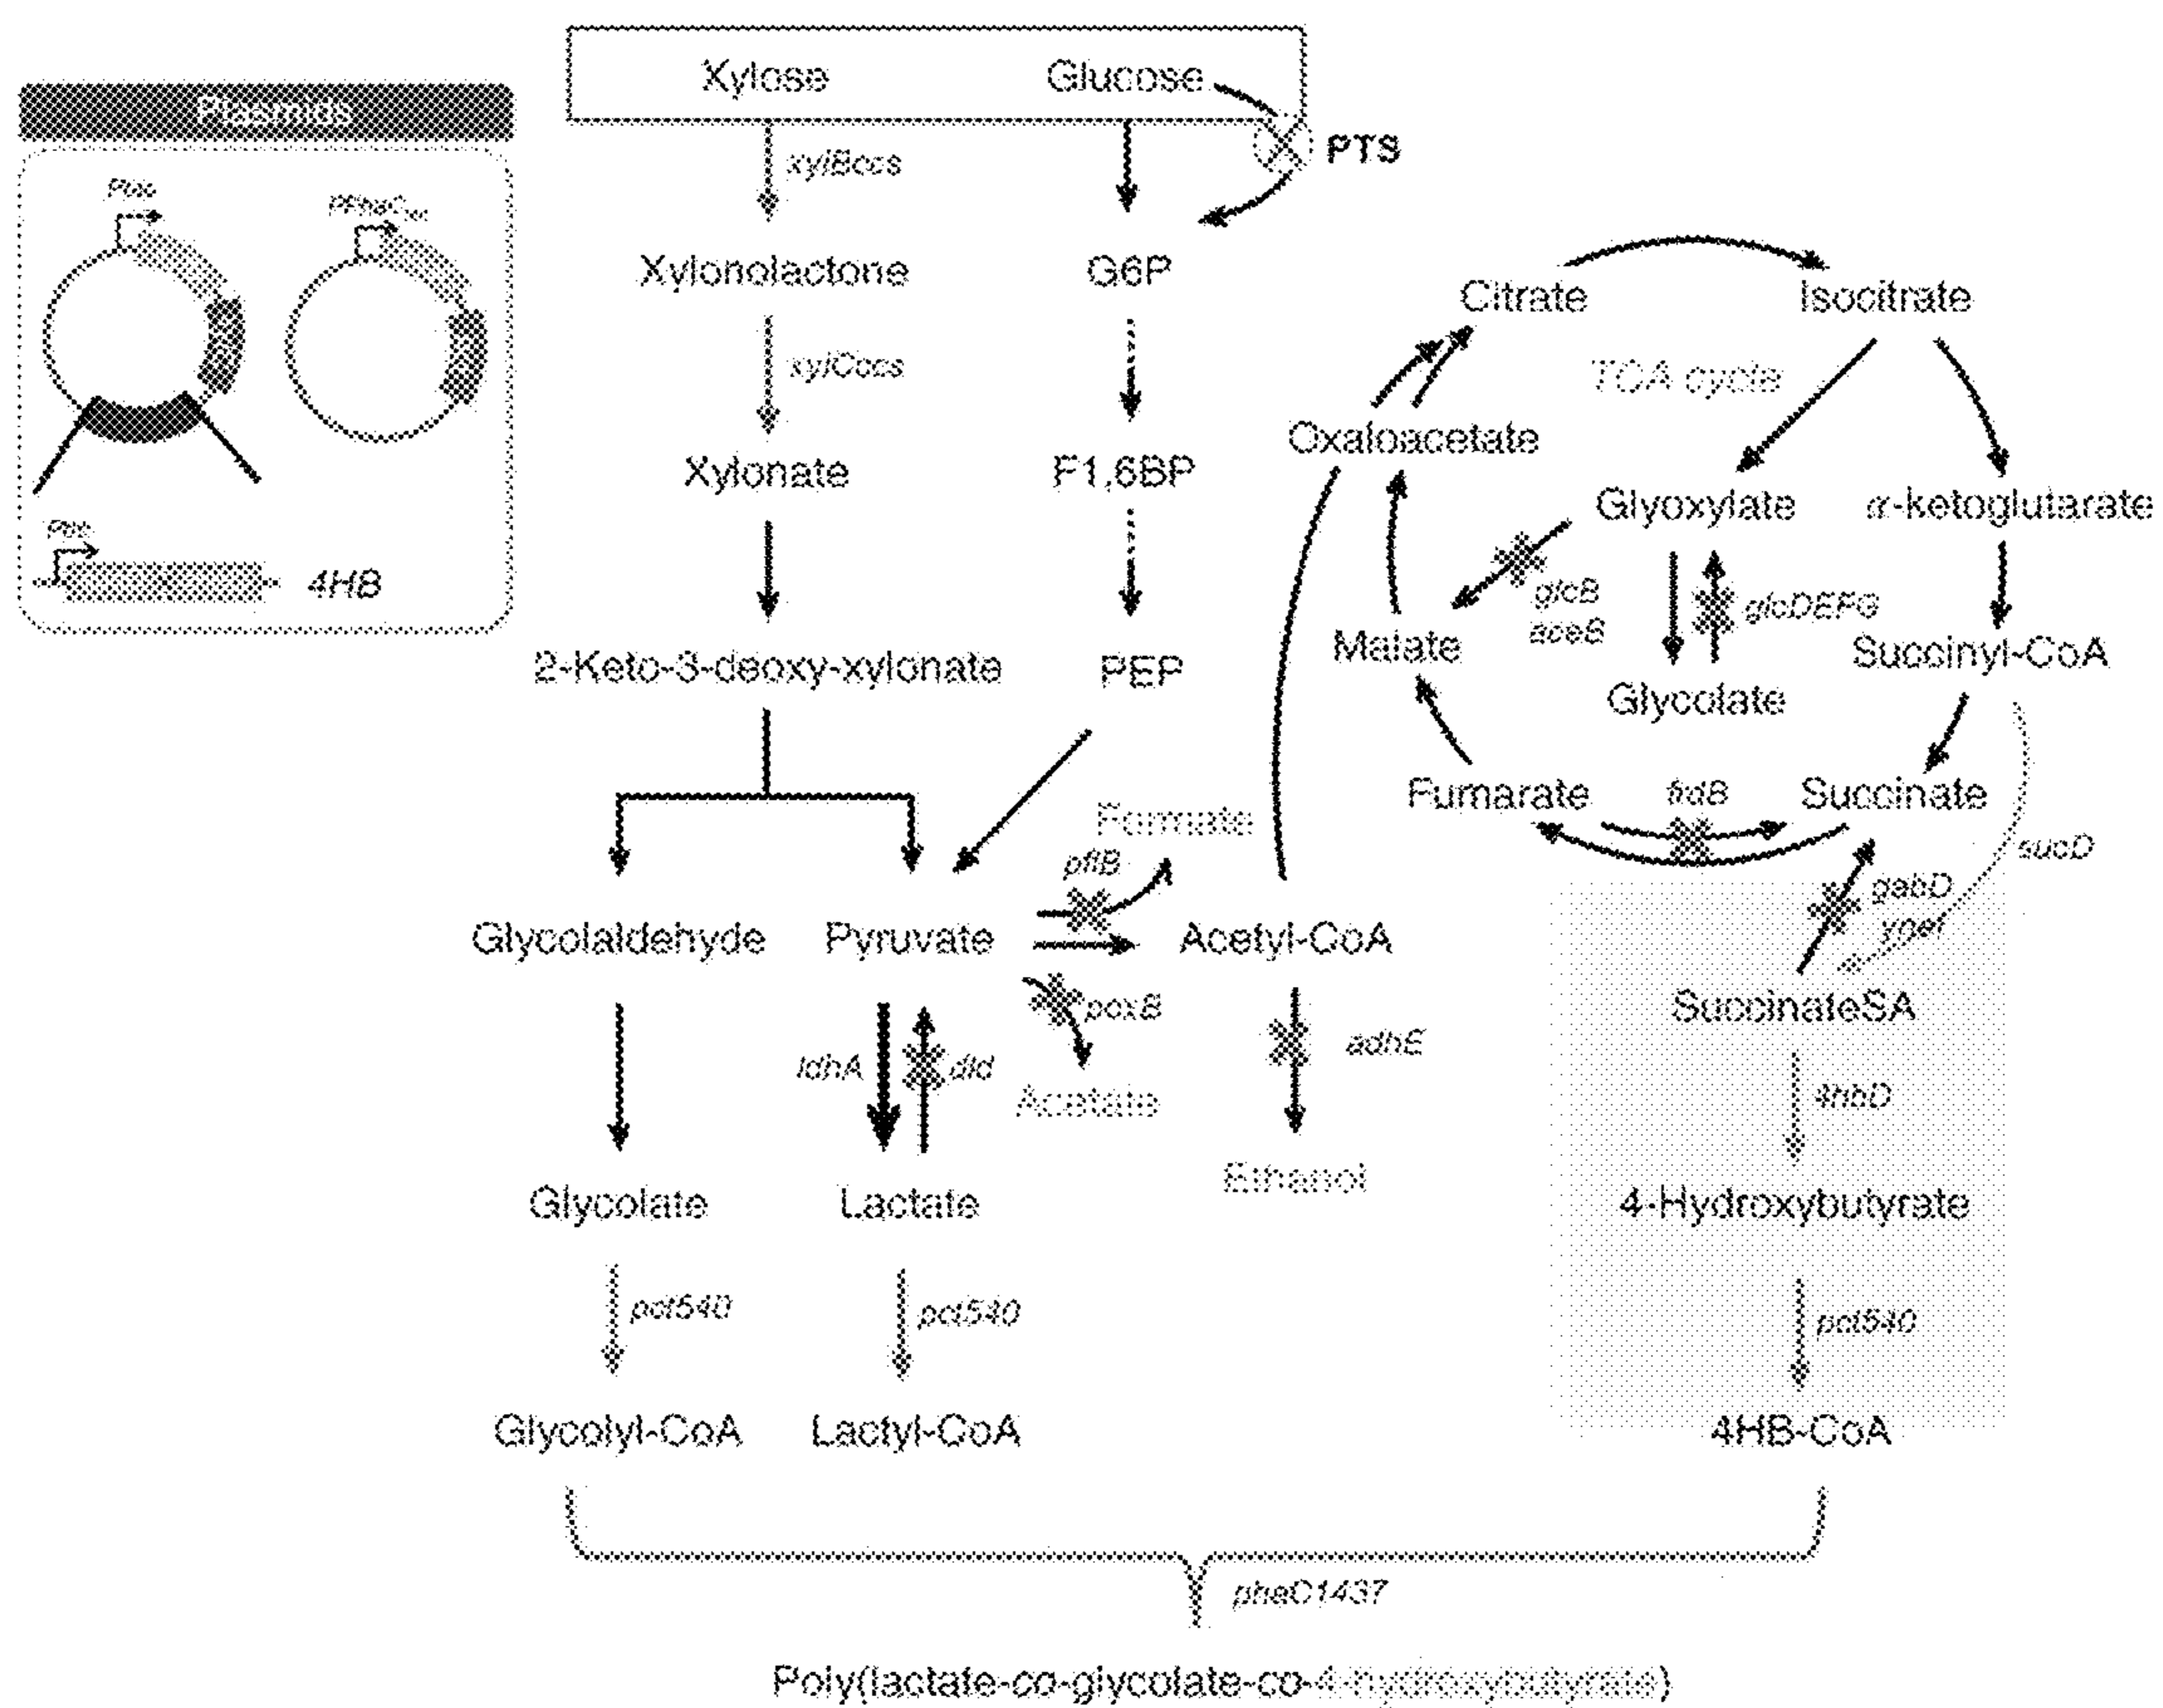 Plasmids
4HB
Xylose
Glucose
PTS
xylBccs
Xylonolactone
G6P
xylCccs
Xylonate
F1,6BP
2-Keto-3-deoxy-xylonate
PEP
Citrate
Isocitrate
TCA cycle
Oxaloacetate
Glyoxylate
α-ketoglutarate
glcB
aceB
glcDEFG
Malate
Succinyl-CoA
Glycolate
Fumarate
frdB
Succinate
sucD
Formate
pflB
gabD
Glycolaldehyde
Pyruvate
Acetyl-CoA
poxB
SuccinateSA
ldhA
dld
adhE
Acetate
4hbD
Ethanol
Glycolate
Lactate
4-Hydroxybutyrate
pct540
pct540
pct540
Glycolyl-CoA
Lactyl-CoA
4HB-CoA
phaC1437
Poly(lactate-co-glycolate-co-4-hydroxybutyrate)